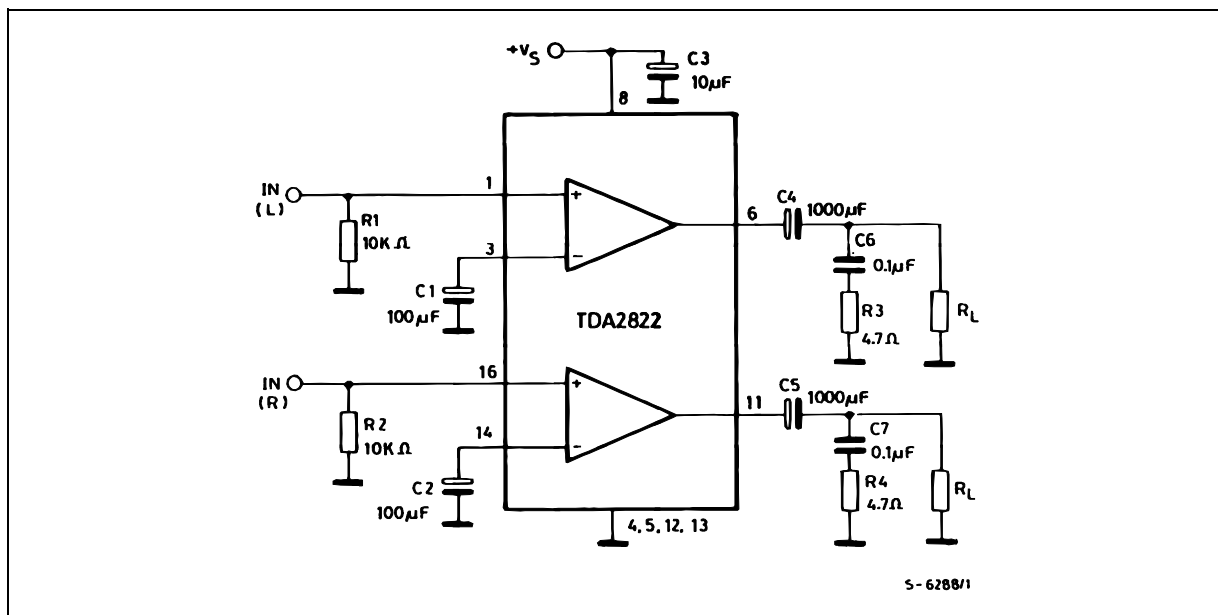 +VS
C3
10µF
8
IN
(L)
1
R1
10KΩ
3
C1
100µF
+
-
6
C4
1000µF
C6
0.1µF
R3
4.7Ω
RL
TDA2822
IN
(R)
16
R2
10KΩ
14
C2
100µF
+
-
11
C5
1000µF
C7
0.1µF
R4
4.7Ω
RL
4, 5, 12, 13
S-6288/1